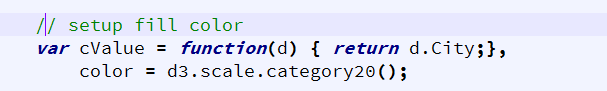 // setup fill color
var cValue = function(d) { return d.City;},
    color = d3.scale.category20();